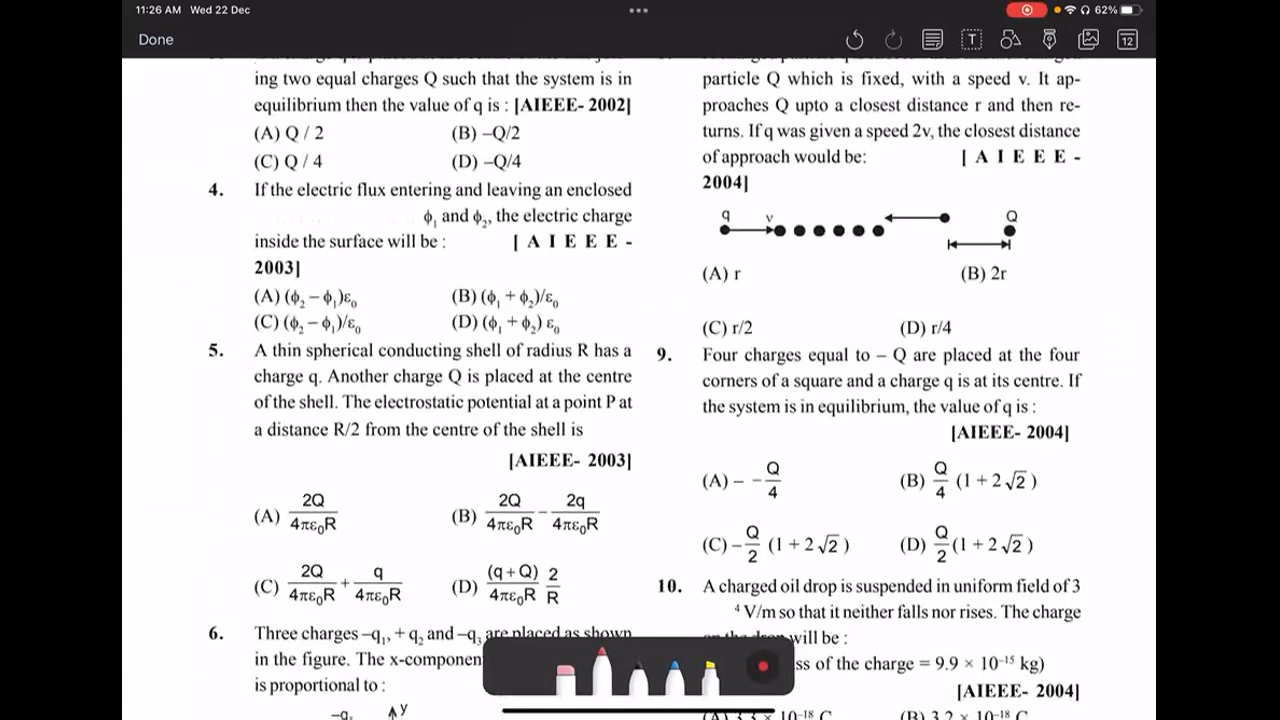 11:26 AM Wed 22 Dec
62%
Done
T
12
ing two equal charges Q such that the system is in
equilibrium then the value of q is : [AIEEE- 2002]
(A) Q / 2 (B) –Q/2
(C) Q / 4 (D) –Q/4
4. If the electric flux entering and leaving an enclosed
ϕ₁ and ϕ₂, the electric charge
inside the surface will be : [ A I E E E -
2003]
(A) (ϕ₂ – ϕ₁)ε₀ (B) (ϕ₁ + ϕ₂)/ε₀
(C) (ϕ₂ – ϕ₁)/ε₀ (D) (ϕ₁ + ϕ₂) ε₀
5. A thin spherical conducting shell of radius R has a
charge q. Another charge Q is placed at the centre
of the shell. The electrostatic potential at a point P at
a distance R/2 from the centre of the shell is
[AIEEE- 2003]
(A) 2Q/4πε₀R (B) 2Q/4πε₀R – 2q/4πε₀R
(C) 2Q/4πε₀R + q/4πε₀R (D) (q+Q)/4πε₀R 2/R
6. Three charges –q₁, + q₂ and –q₃ are placed as shown
in the figure. The x-componen
is proportional to :
–q Y
particle Q which is fixed, with a speed v. It ap-
proaches Q upto a closest distance r and then re-
turns. If q was given a speed 2v, the closest distance
of approach would be: [ A I E E E -
2004]
q v Q
(A) r (B) 2r
(C) r/2 (D) r/4
9. Four charges equal to – Q are placed at the four
corners of a square and a charge q is at its centre. If
the system is in equilibrium, the value of q is :
[AIEEE- 2004]
(A) – –Q/4 (B) Q/4 (1 + 2√2)
(C) –Q/2 (1 + 2√2) (D) Q/2 (1 + 2√2)
10. A charged oil drop is suspended in uniform field of 3
⁴ V/m so that it neither falls nor rises. The charge
will be :
ss of the charge = 9.9 × 10⁻¹⁵ kg)
[AIEEE- 2004]
(A) 3.3 × 10⁻¹⁸ C (B) 3.2 × 10⁻¹⁸ C